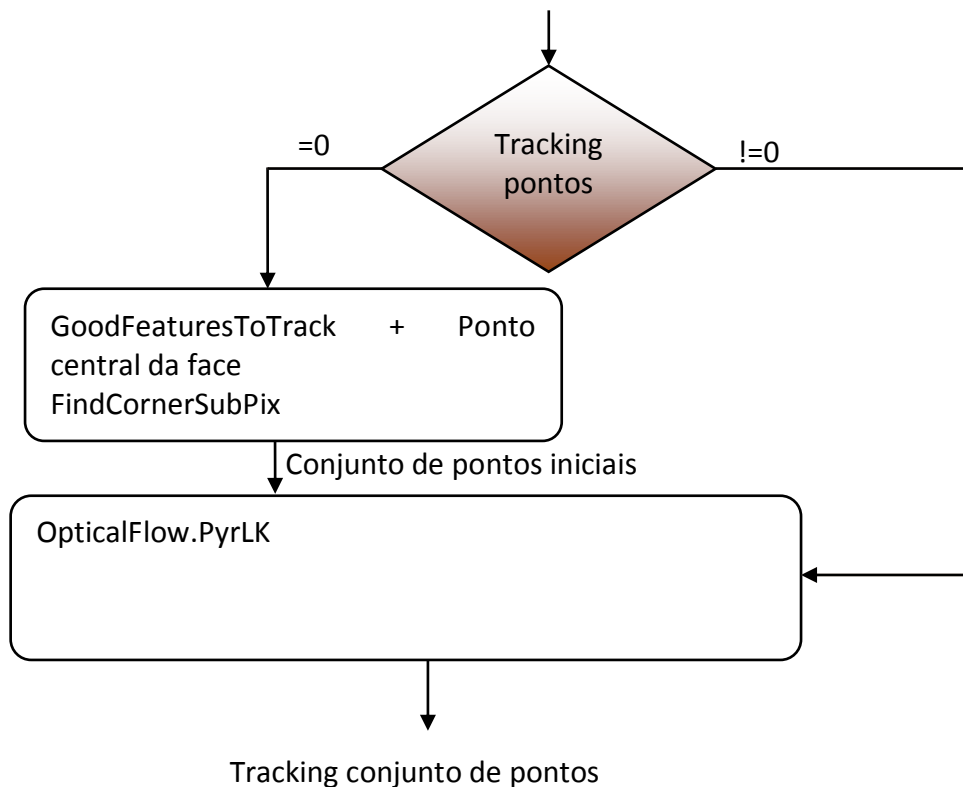 Tracking
pontos
=0
!=0
GoodFeaturesToTrack + Ponto
central da face
FindCornerSubPix
Conjunto de pontos iniciais
OpticalFlow.PyrLK
Tracking conjunto de pontos